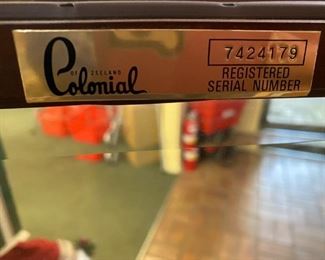 Colonial
OF ZEELAND
7424179
REGISTERED
SERIAL NUMBER